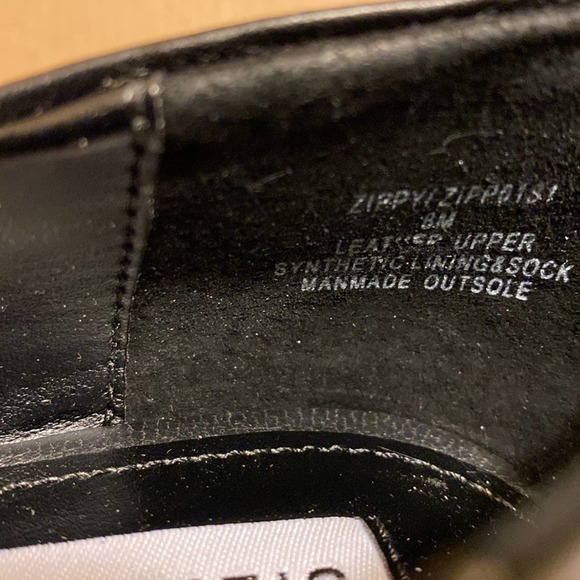 ZIPPY/ZIPP01S1
8M
LEATHER UPPER
SYNTHETIC LINING&SOCK
MANMADE OUTSOLE